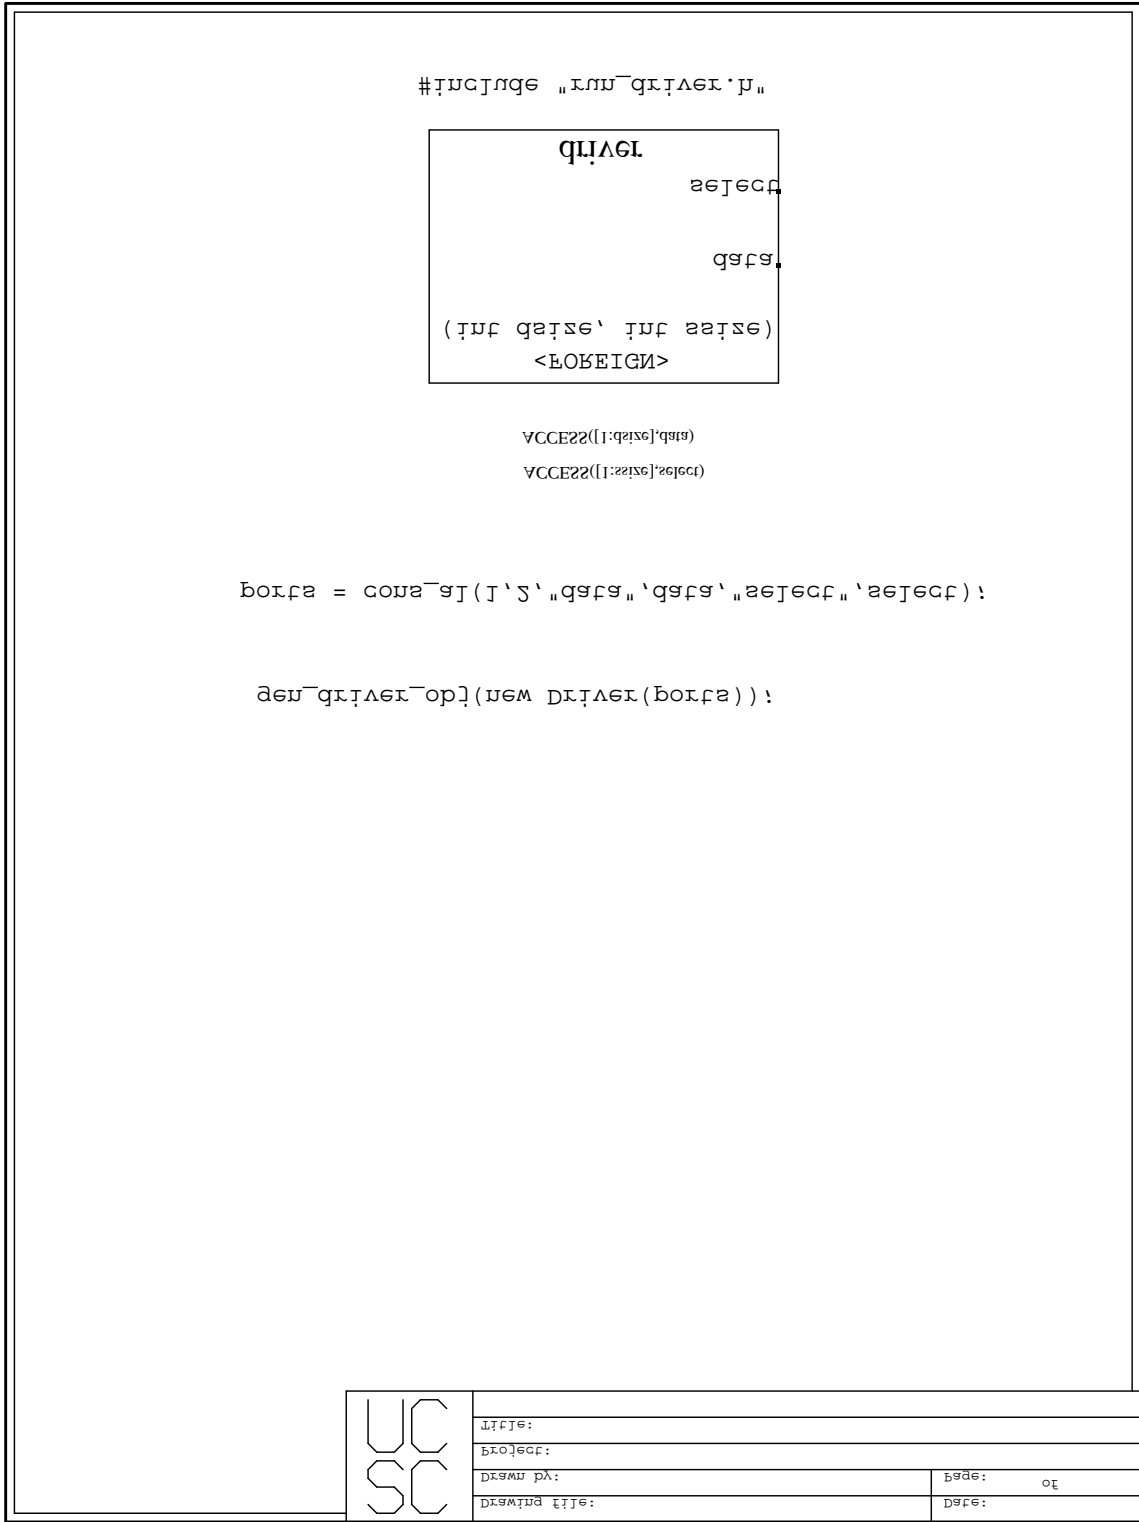 #include "run_driver.h"
driver
select
data
(int dsize, int ssize)
<FOREIGN>
ACCESS([1:dsize],data)
ACCESS([1:ssize],select)
ports = cons_al(1,2,"data",data,"select",select);
gen_driver_obj(new Driver(ports));
UC
SC
Title:
Project:
Drawn by:
Page: of
Drawing file:
Date: